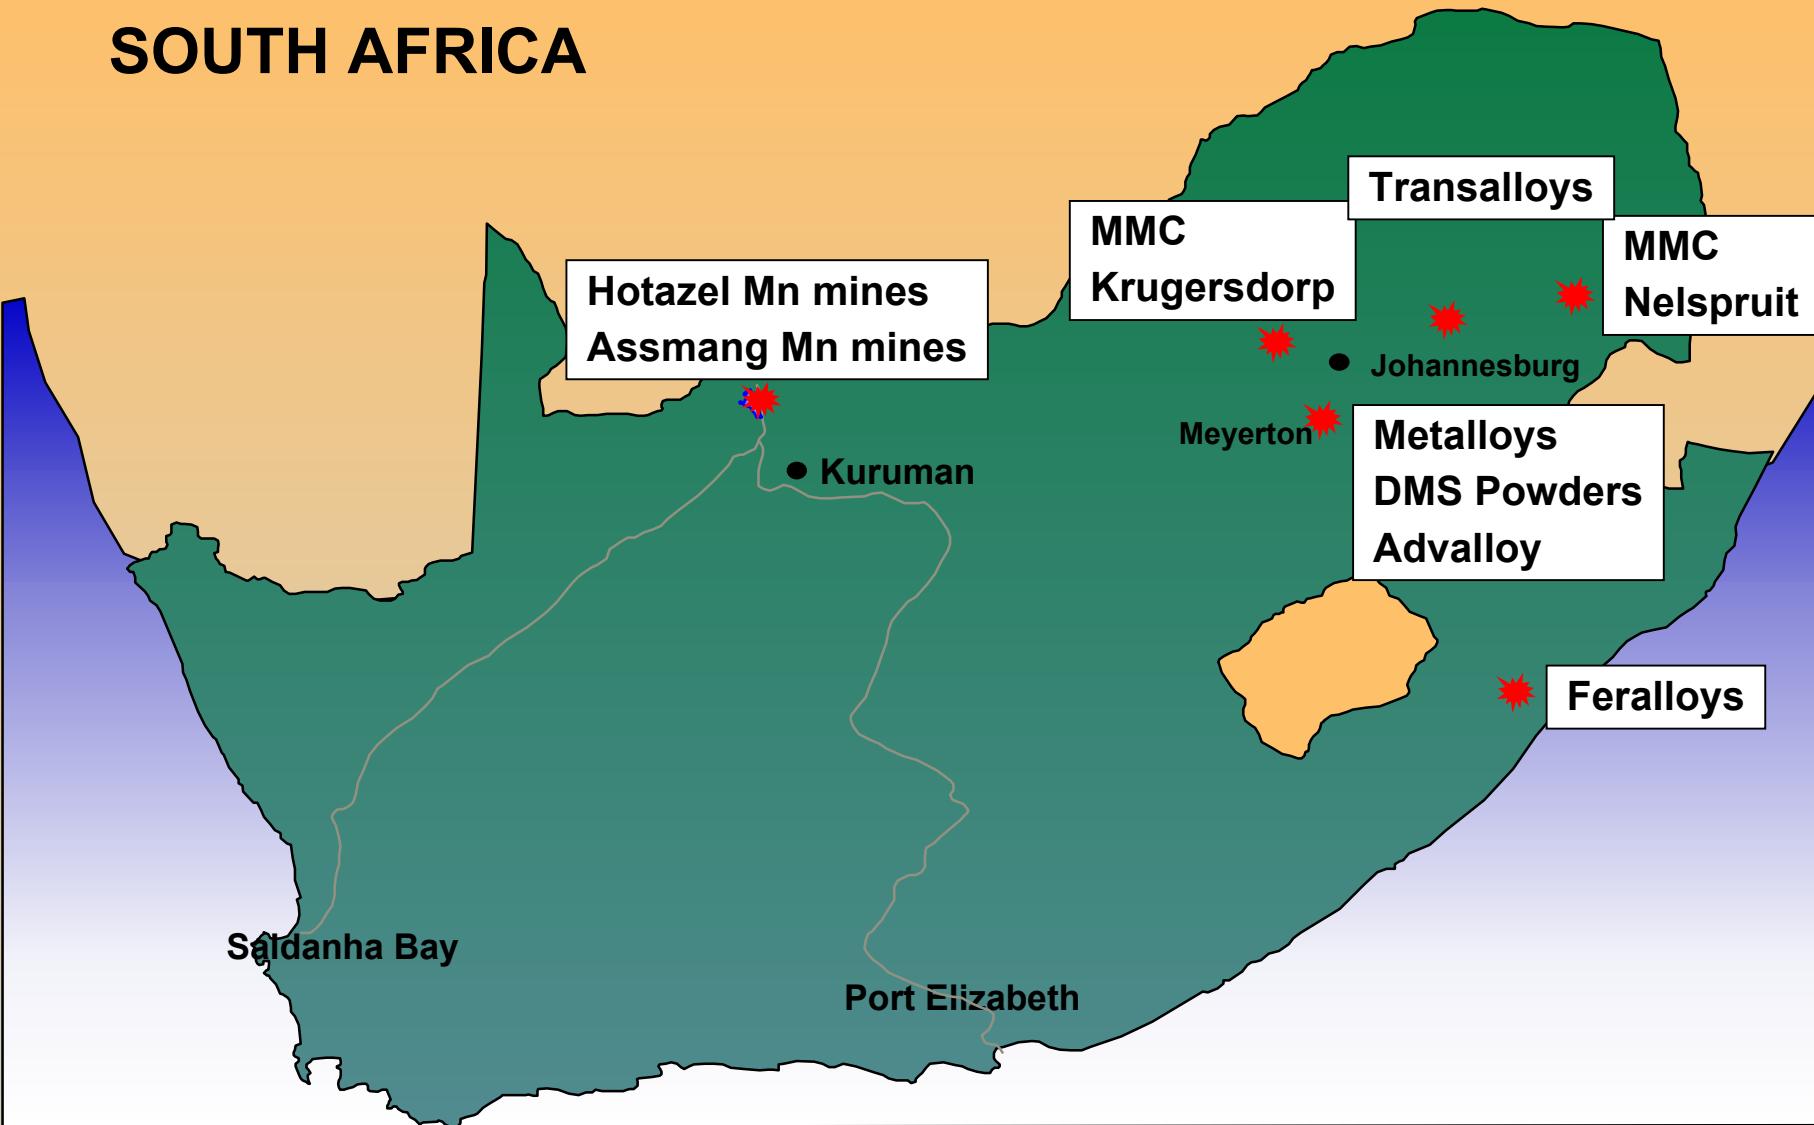 SOUTH AFRICA
Transalloys
MMC
Krugersdorp
MMC
Nelspruit
Hotazel Mn mines
Assmang Mn mines
Johannesburg
Meyerton
Metalloys
DMS Powders
Advalloy
Kuruman
Feralloys
Saldanha Bay
Port Elizabeth